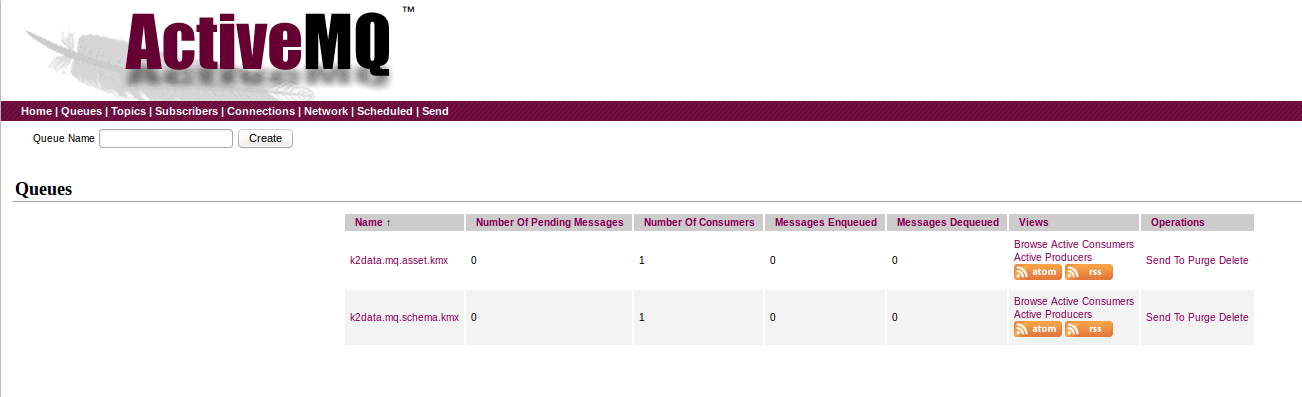 ActiveMQ™
Home | Queues | Topics | Subscribers | Connections | Network | Scheduled | Send
Queue Name Create
Queues
Name ↑ Number Of Pending Messages Number Of Consumers Messages Enqueued Messages Dequeued Views Operations
k2data.mq.asset.kmx 0 1 0 0 Browse Active Consumers
Active Producers
atom rss Send To Purge Delete
k2data.mq.schema.kmx 0 1 0 0 Browse Active Consumers
Active Producers
atom rss Send To Purge Delete